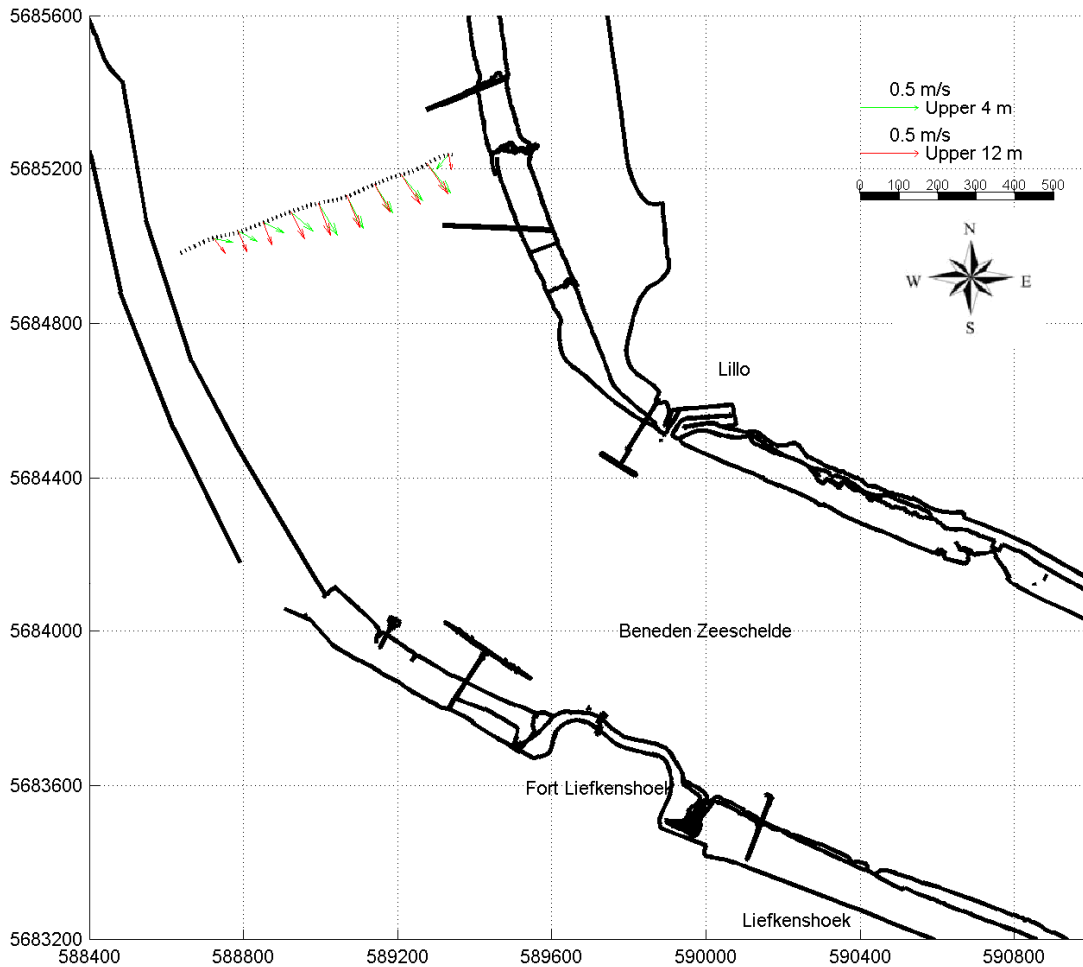 5685600
0.5 m/s
Upper 4 m
0.5 m/s
Upper 12 m
5685200
0 100 200 300 400 500
N
W E
S
5684800
Lillo
5684400
5684000
Beneden Zeeschelde
5683600
Fort Liefkenshoek
Liefkenshoek
5683200
588400 588800 589200 589600 590000 590400 590800